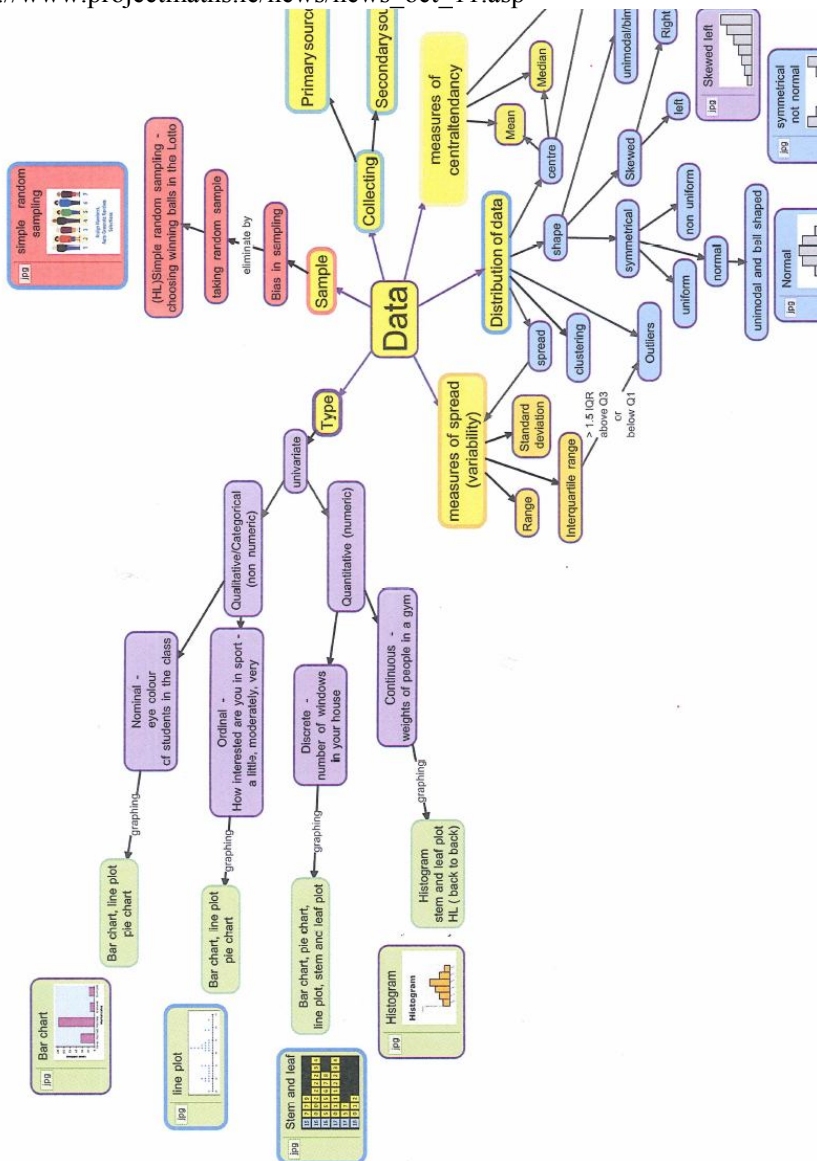 //www.projectmaths.ie/news/news_oct_11.asp
Data
Type
univariate
Qualitative/Categorical
(non numeric)
Nominal -
eye colour
cf students in the class
graphing
Bar chart, line plot
pie chart
Bar chart
jpg
Ordinal -
How interested are you in sport -
a little, moderately, very
graphing
Bar chart, line plot
pie chart
line plot
jpg
Quantitative (numeric)
Discrete -
number of windows
in your house
graphing
Bar chart, pie chart,
line plot, stem and leaf plot
Stem and leaf
jpg
Continuous -
weights of people in a gym
graphing
Histogram
stem and leaf plot
HL ( back to back)
Histogram
jpg
Histogram
Sample
Bias in sampling
eliminate by
taking random sample
(HL)Simple random sampling -
choosing winning balls in the Lotto
simple random
sampling
jpg
Collecting
Primary sourc
Secondary sou
measures of
centraltendancy
Mean
Median
Distribution of data
centre
shape
unimodal/bim
Skewed
Right
left
Skewed left
jpg
symmetrical
uniform
normal
non uniform
unimodal and bell shaped
Normal
jpg
symmetrical
not normal
jpg
spread
clustering
Outliers
measures of spread
(variability)
Range
Interquartile range
Standard
deviation
> 1.5 IQR
above Q3
or
below Q1